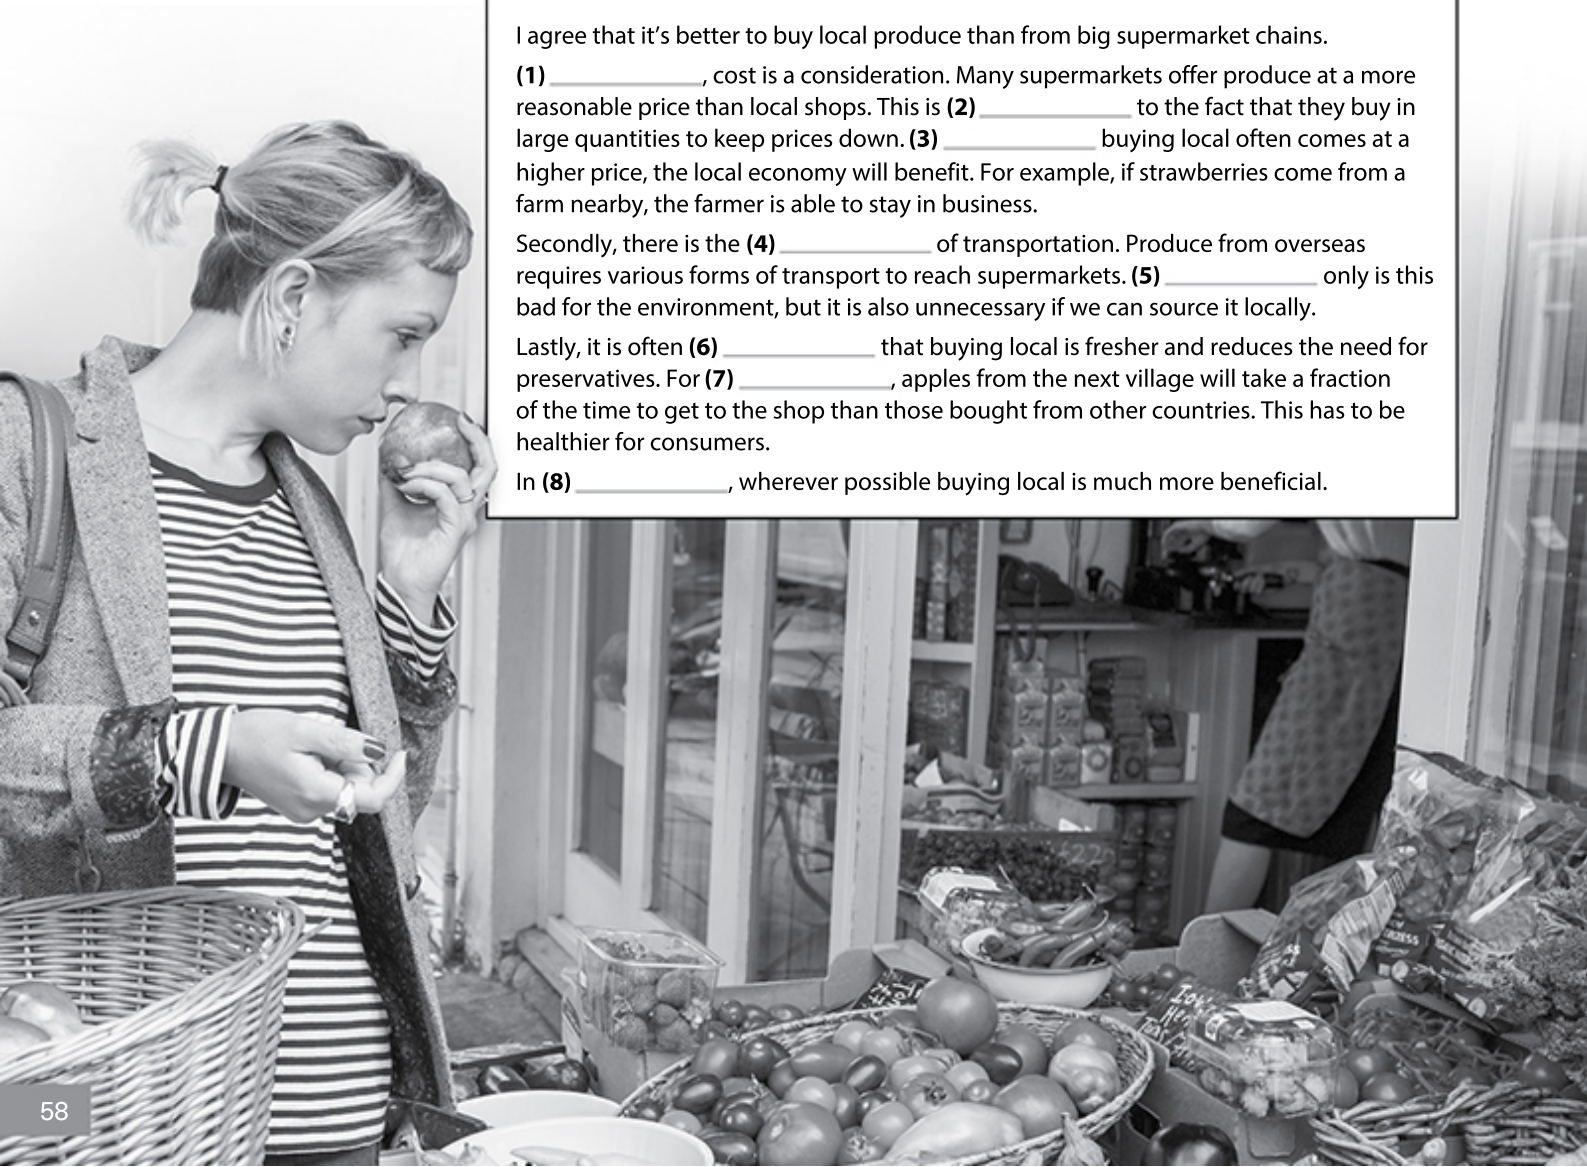 I agree that it's better to buy local produce than from big supermarket chains.
(1) ____________, cost is a consideration. Many supermarkets offer produce at a more
reasonable price than local shops. This is (2) ____________ to the fact that they buy in
large quantities to keep prices down. (3) ____________ buying local often comes at a
higher price, the local economy will benefit. For example, if strawberries come from a
farm nearby, the farmer is able to stay in business.
Secondly, there is the (4) ____________ of transportation. Produce from overseas
requires various forms of transport to reach supermarkets. (5) ____________ only is this
bad for the environment, but it is also unnecessary if we can source it locally.
Lastly, it is often (6) ____________ that buying local is fresher and reduces the need for
preservatives. For (7) ____________, apples from the next village will take a fraction
of the time to get to the shop than those bought from other countries. This has to be
healthier for consumers.
In (8) ____________, wherever possible buying local is much more beneficial.
58